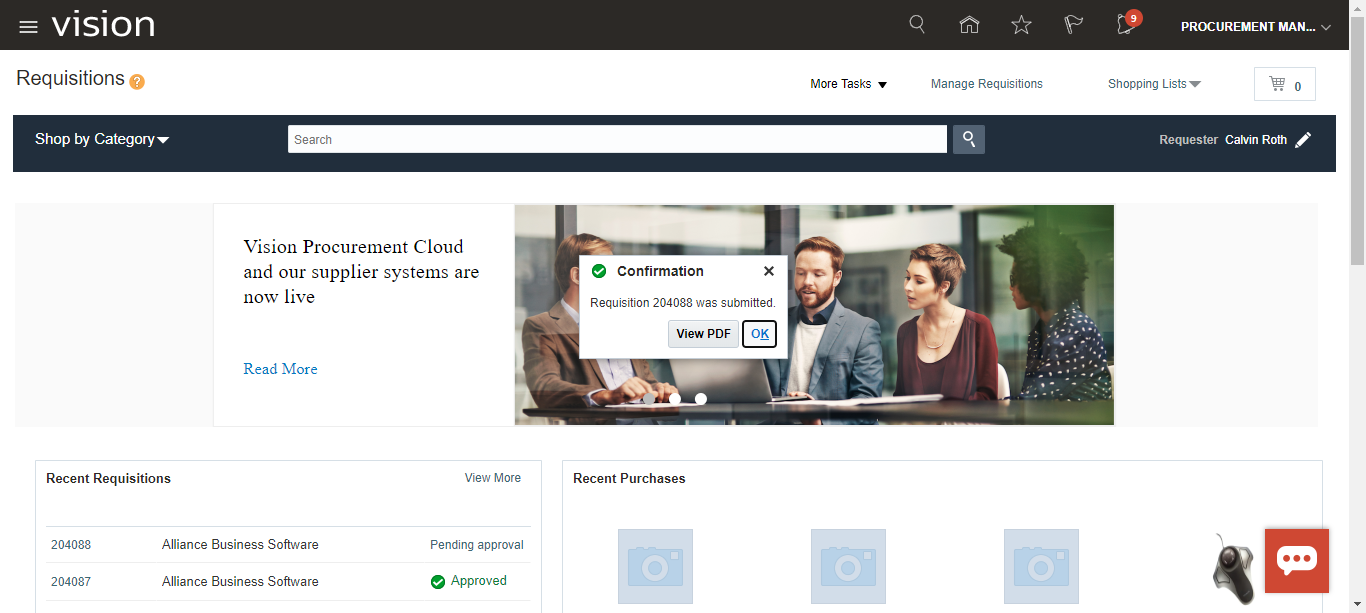 vision
9
PROCUREMENT MAN...
Requisitions ?
More Tasks
Manage Requisitions
Shopping Lists
0
Shop by Category
Search
Requester Calvin Roth
Vision Procurement Cloud
and our supplier systems are
now live
Read More
Confirmation
Requisition 204088 was submitted.
View PDF
OK
Recent Requisitions
View More
204088 Alliance Business Software Pending approval
204087 Alliance Business Software Approved
Recent Purchases